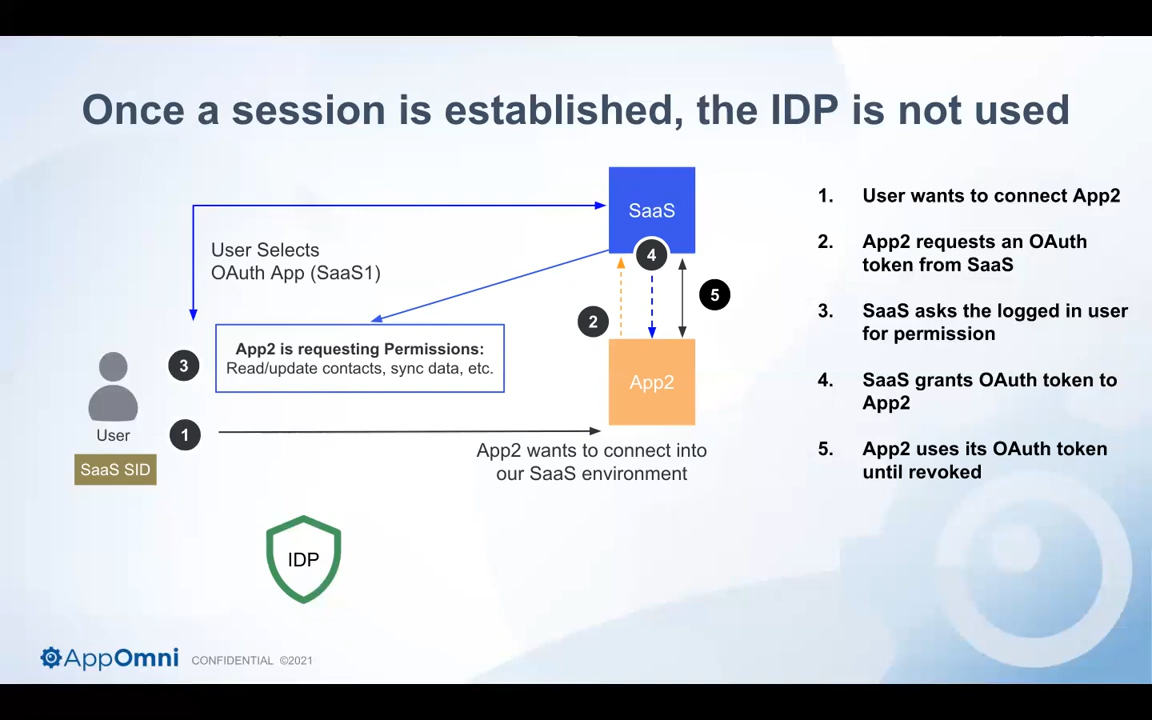 Once a session is established, the IDP is not used
SaaS
User Selects
OAuth App (SaaS1)
4
5
2
App2 is requesting Permissions:
Read/update contacts, sync data, etc.
3
App2
User
1
SaaS SID
App2 wants to connect into
our SaaS environment
IDP
1. User wants to connect App2
2. App2 requests an OAuth
token from SaaS
3. SaaS asks the logged in user
for permission
4. SaaS grants OAuth token to
App2
5. App2 uses its OAuth token
until revoked
AppOmni CONFIDENTIAL ©2021